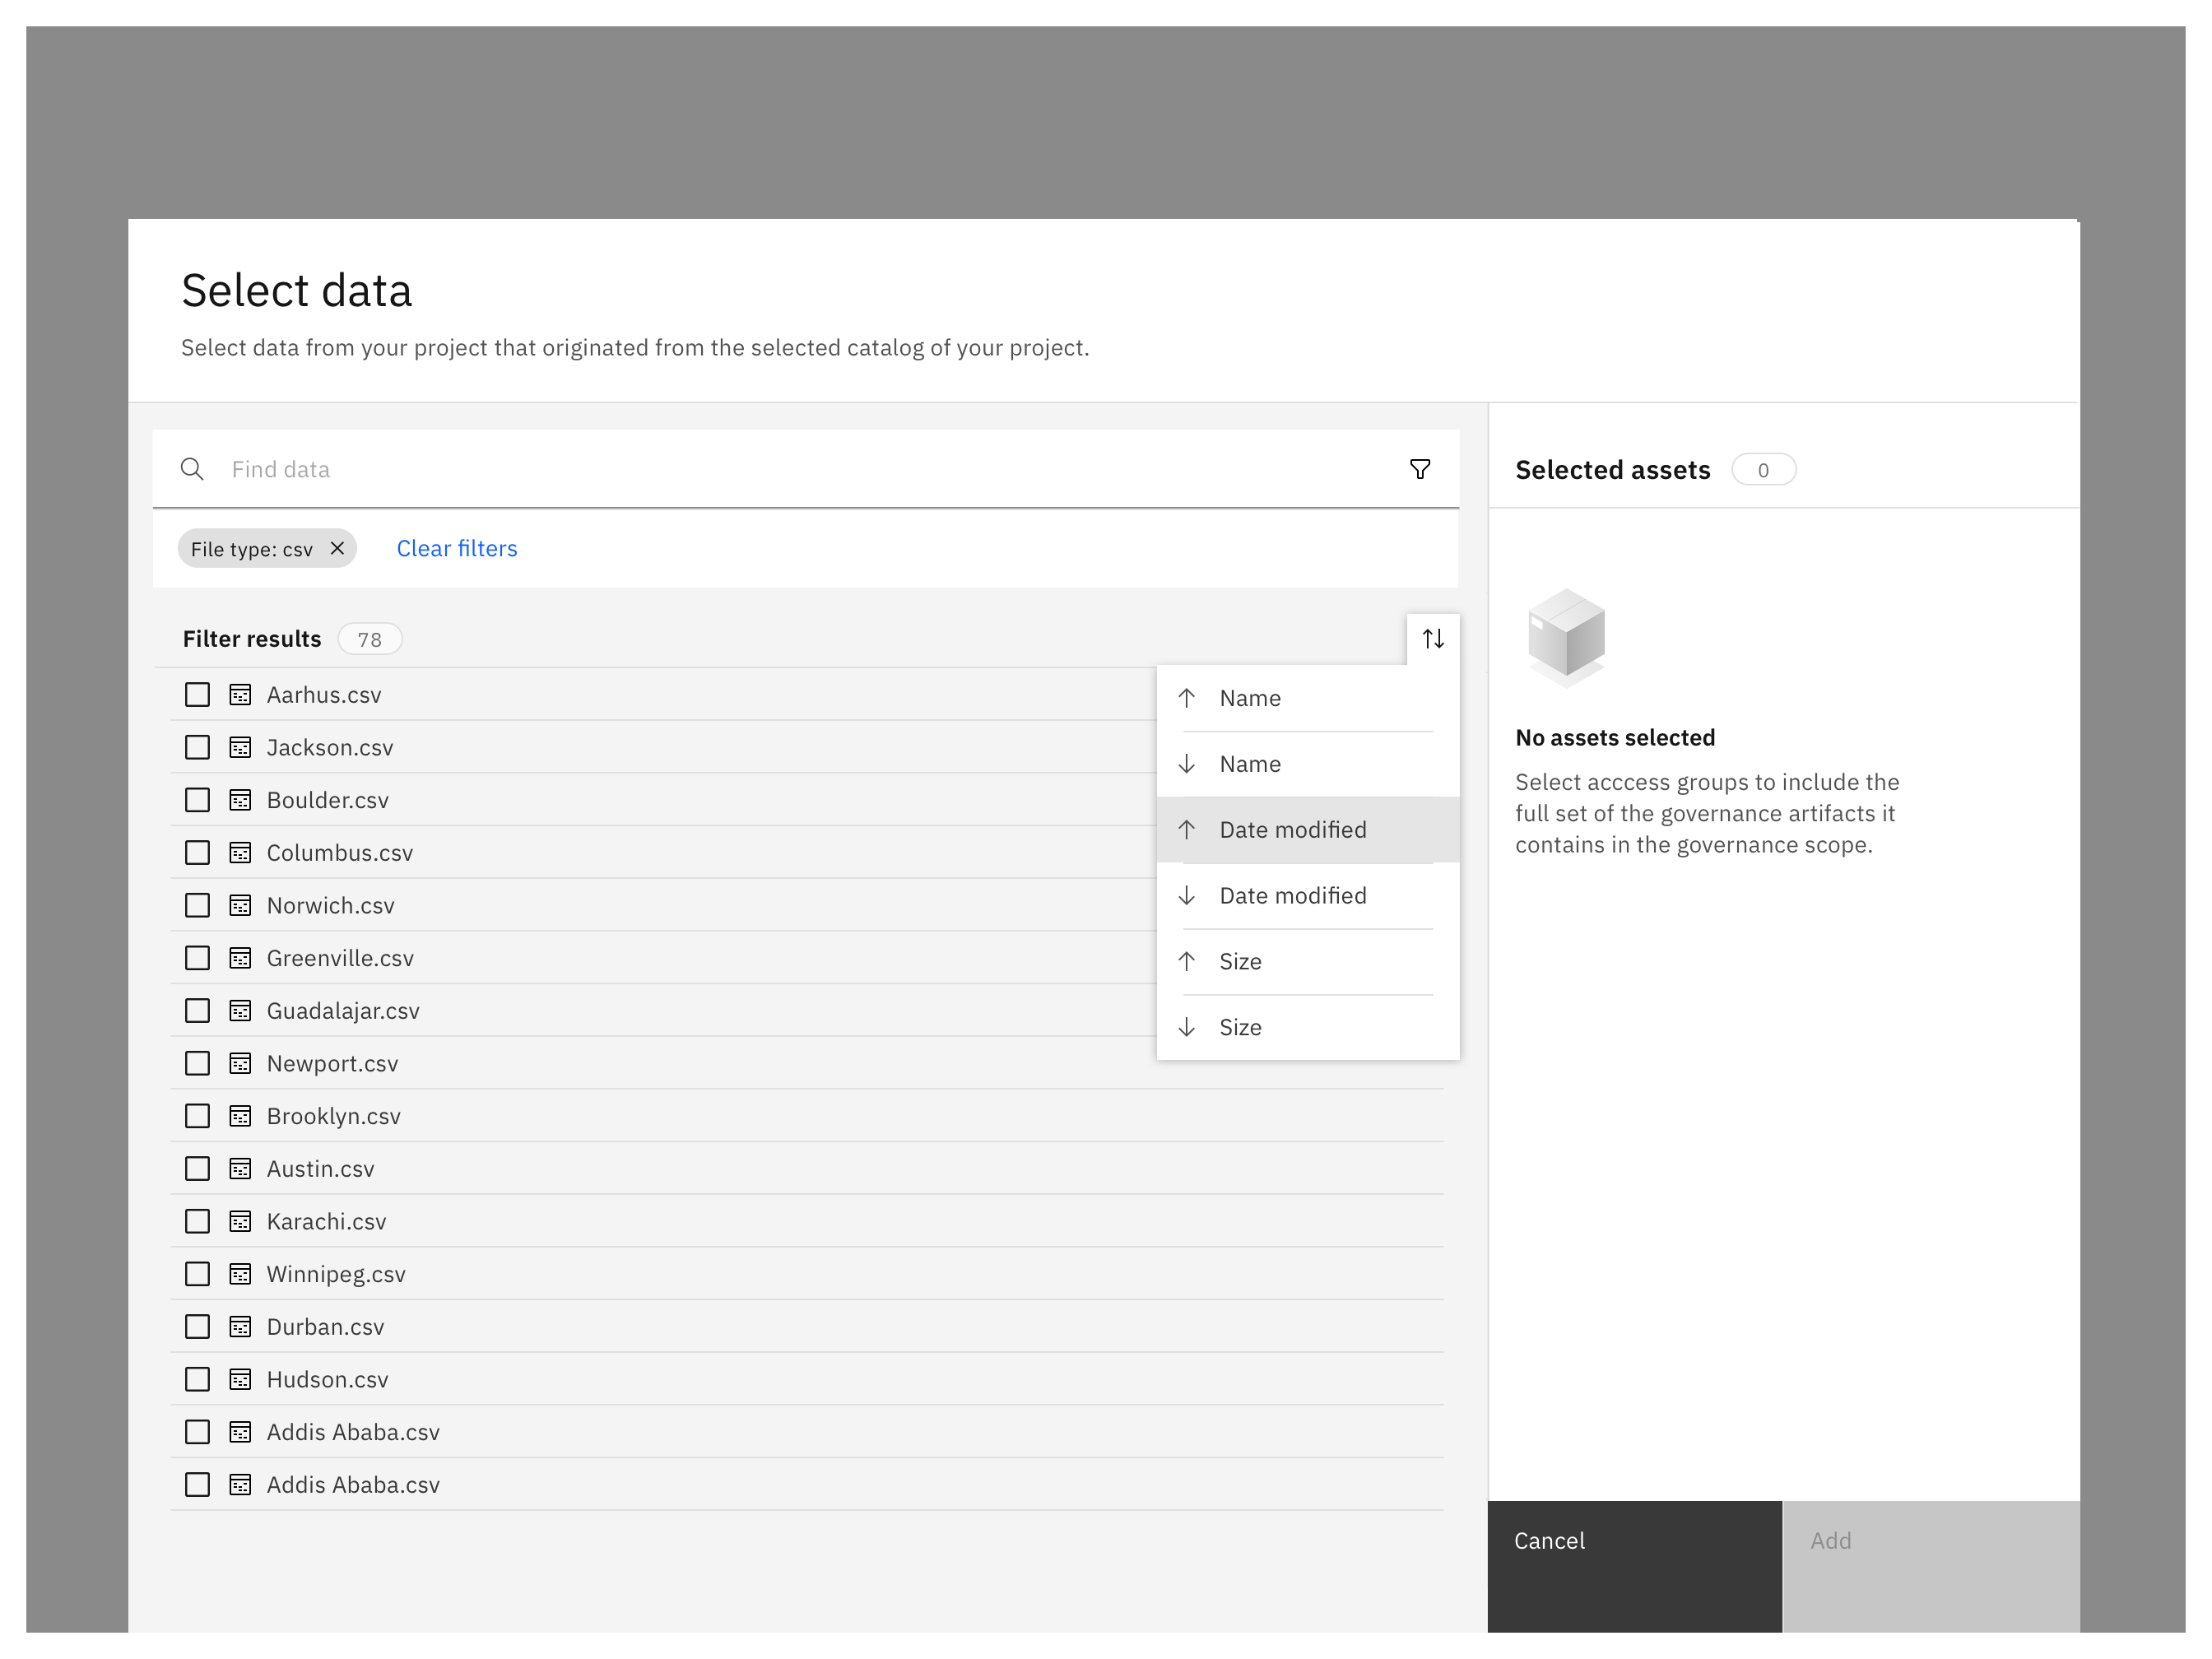 Select data
Select data from your project that originated from the selected catalog of your project.
Find data
File type: csv
Clear filters
Filter results 78
Aarhus.csv
Jackson.csv
Boulder.csv
Columbus.csv
Norwich.csv
Greenville.csv
Guadalajar.csv
Newport.csv
Brooklyn.csv
Austin.csv
Karachi.csv
Winnipeg.csv
Durban.csv
Hudson.csv
Addis Ababa.csv
Addis Ababa.csv
Name
Name
Date modified
Date modified
Size
Size
Selected assets 0
No assets selected
Select acccess groups to include the
full set of the governance artifacts it
contains in the governance scope.
Cancel
Add